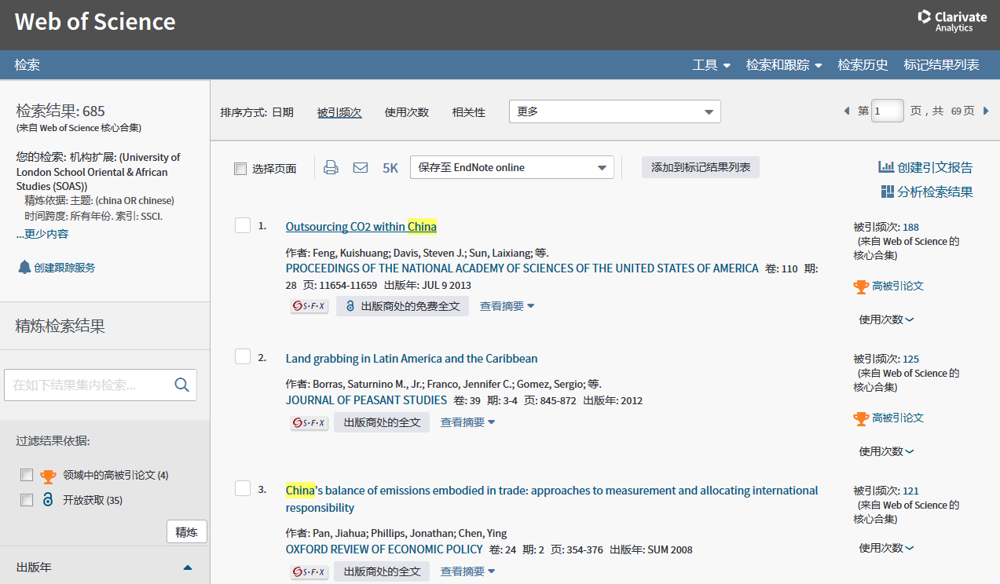 Web of Science
Clarivate
Analytics
检索
工具
检索和跟踪
检索历史
标记结果列表
检索结果: 685
(来自 Web of Science 核心合集)
您的检索: 机构扩展: (University of
London School Oriental & African
Studies (SOAS))
精炼依据: 主题: (china OR chinese)
时间跨度: 所有年份. 索引: SSCI.
...更少内容
创建跟踪服务
精炼检索结果
在如下结果集内检索...
过滤结果依据:
领域中的高被引论文 (4)
开放获取 (35)
精炼
出版年
排序方式: 日期 被引频次 使用次数 相关性 更多
第 1 页，共 69 页
选择页面 5K 保存至 EndNote online 添加到标记结果列表
创建引文报告
分析检索结果
1. Outsourcing CO2 within China
作者: Feng, Kuishuang; Davis, Steven J.; Sun, Laixiang; 等.
PROCEEDINGS OF THE NATIONAL ACADEMY OF SCIENCES OF THE UNITED STATES OF AMERICA 卷: 110 期:
28 页: 11654-11659 出版年: JUL 9 2013
S·F·X 出版商处的免费全文 查看摘要
被引频次: 188
(来自 Web of Science 的
核心合集)
高被引论文
使用次数
2. Land grabbing in Latin America and the Caribbean
作者: Borras, Saturnino M., Jr.; Franco, Jennifer C.; Gomez, Sergio; 等.
JOURNAL OF PEASANT STUDIES 卷: 39 期: 3-4 页: 845-872 出版年: 2012
S·F·X 出版商处的全文 查看摘要
被引频次: 125
(来自 Web of Science 的
核心合集)
高被引论文
使用次数
3. China's balance of emissions embodied in trade: approaches to measurement and allocating international
responsibility
作者: Pan, Jiahua; Phillips, Jonathan; Chen, Ying
OXFORD REVIEW OF ECONOMIC POLICY 卷: 24 期: 2 页: 354-376 出版年: SUM 2008
S·F·X 出版商处的全文 查看摘要
被引频次: 121
(来自 Web of Science 的
核心合集)
使用次数